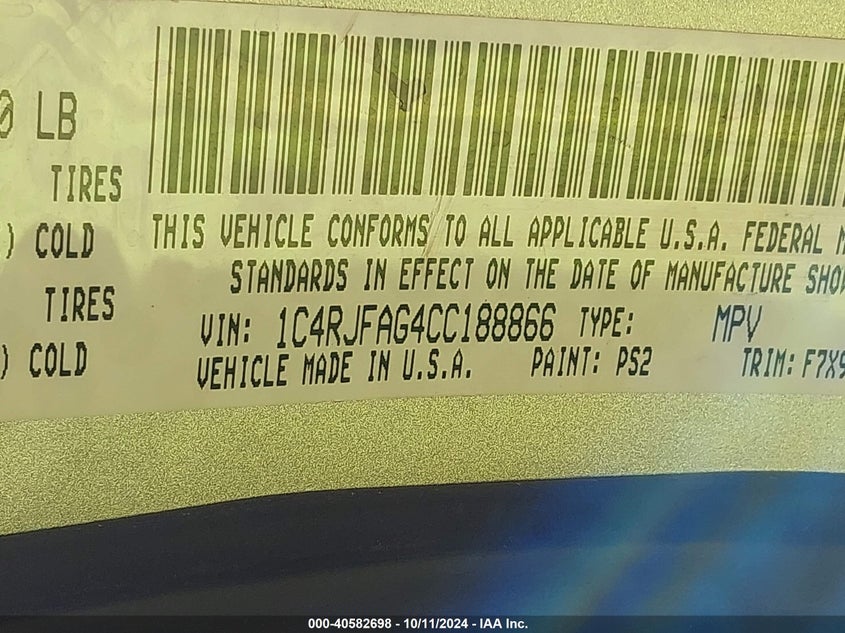 0 LB
TIRES
) COLD
TIRES
) COLD
THIS VEHICLE CONFORMS TO ALL APPLICABLE U.S.A. FEDERAL
STANDARDS IN EFFECT ON THE DATE OF MANUFACTURE
VIN: 1C4RJFAG4CC188866 TYPE: MPV
VEHICLE MADE IN U.S.A. PAINT: PS2 TRIM: F7X9
000-40582698 - 10/11/2024 - IAA Inc.